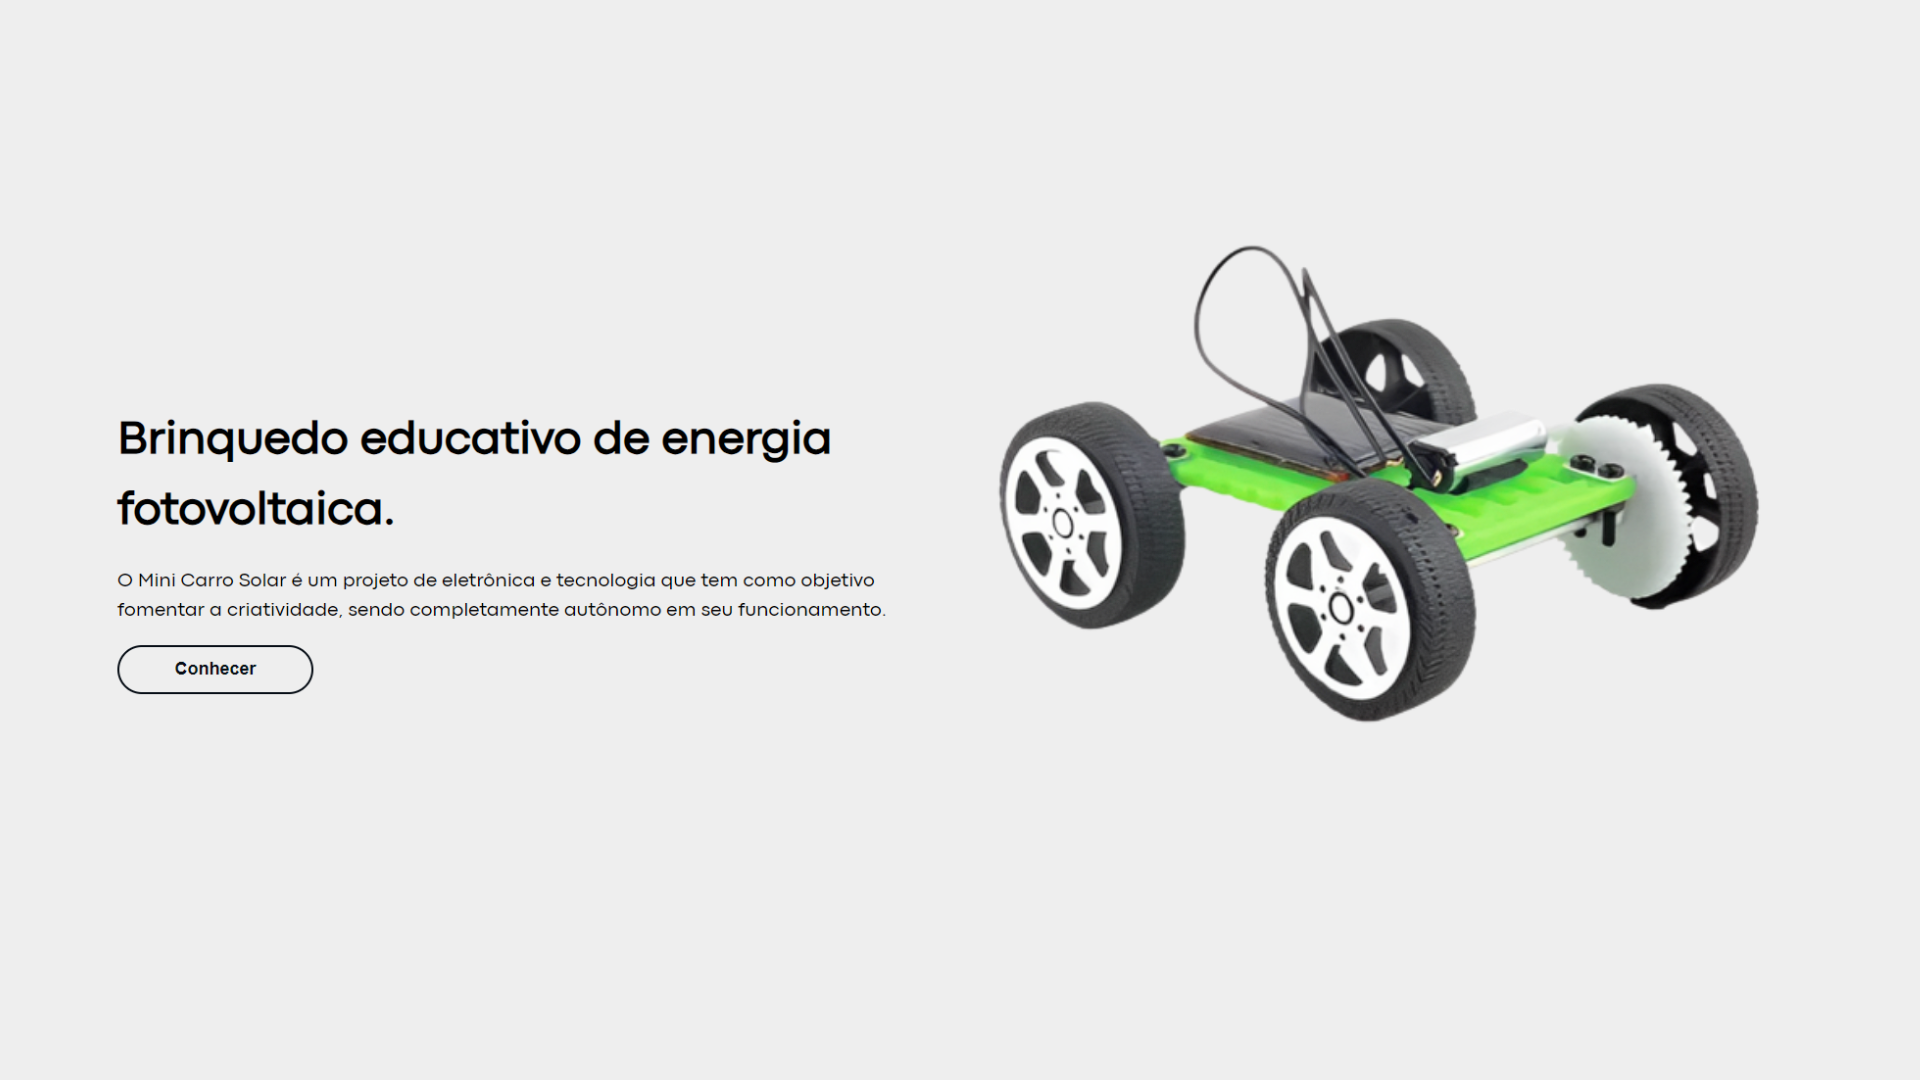 Brinquedo educativo de energia
fotovoltaica.
O Mini Carro Solar é um projeto de eletrônica e tecnologia que tem como objetivo
fomentar a criatividade, sendo completamente autônomo em seu funcionamento.
Conhecer